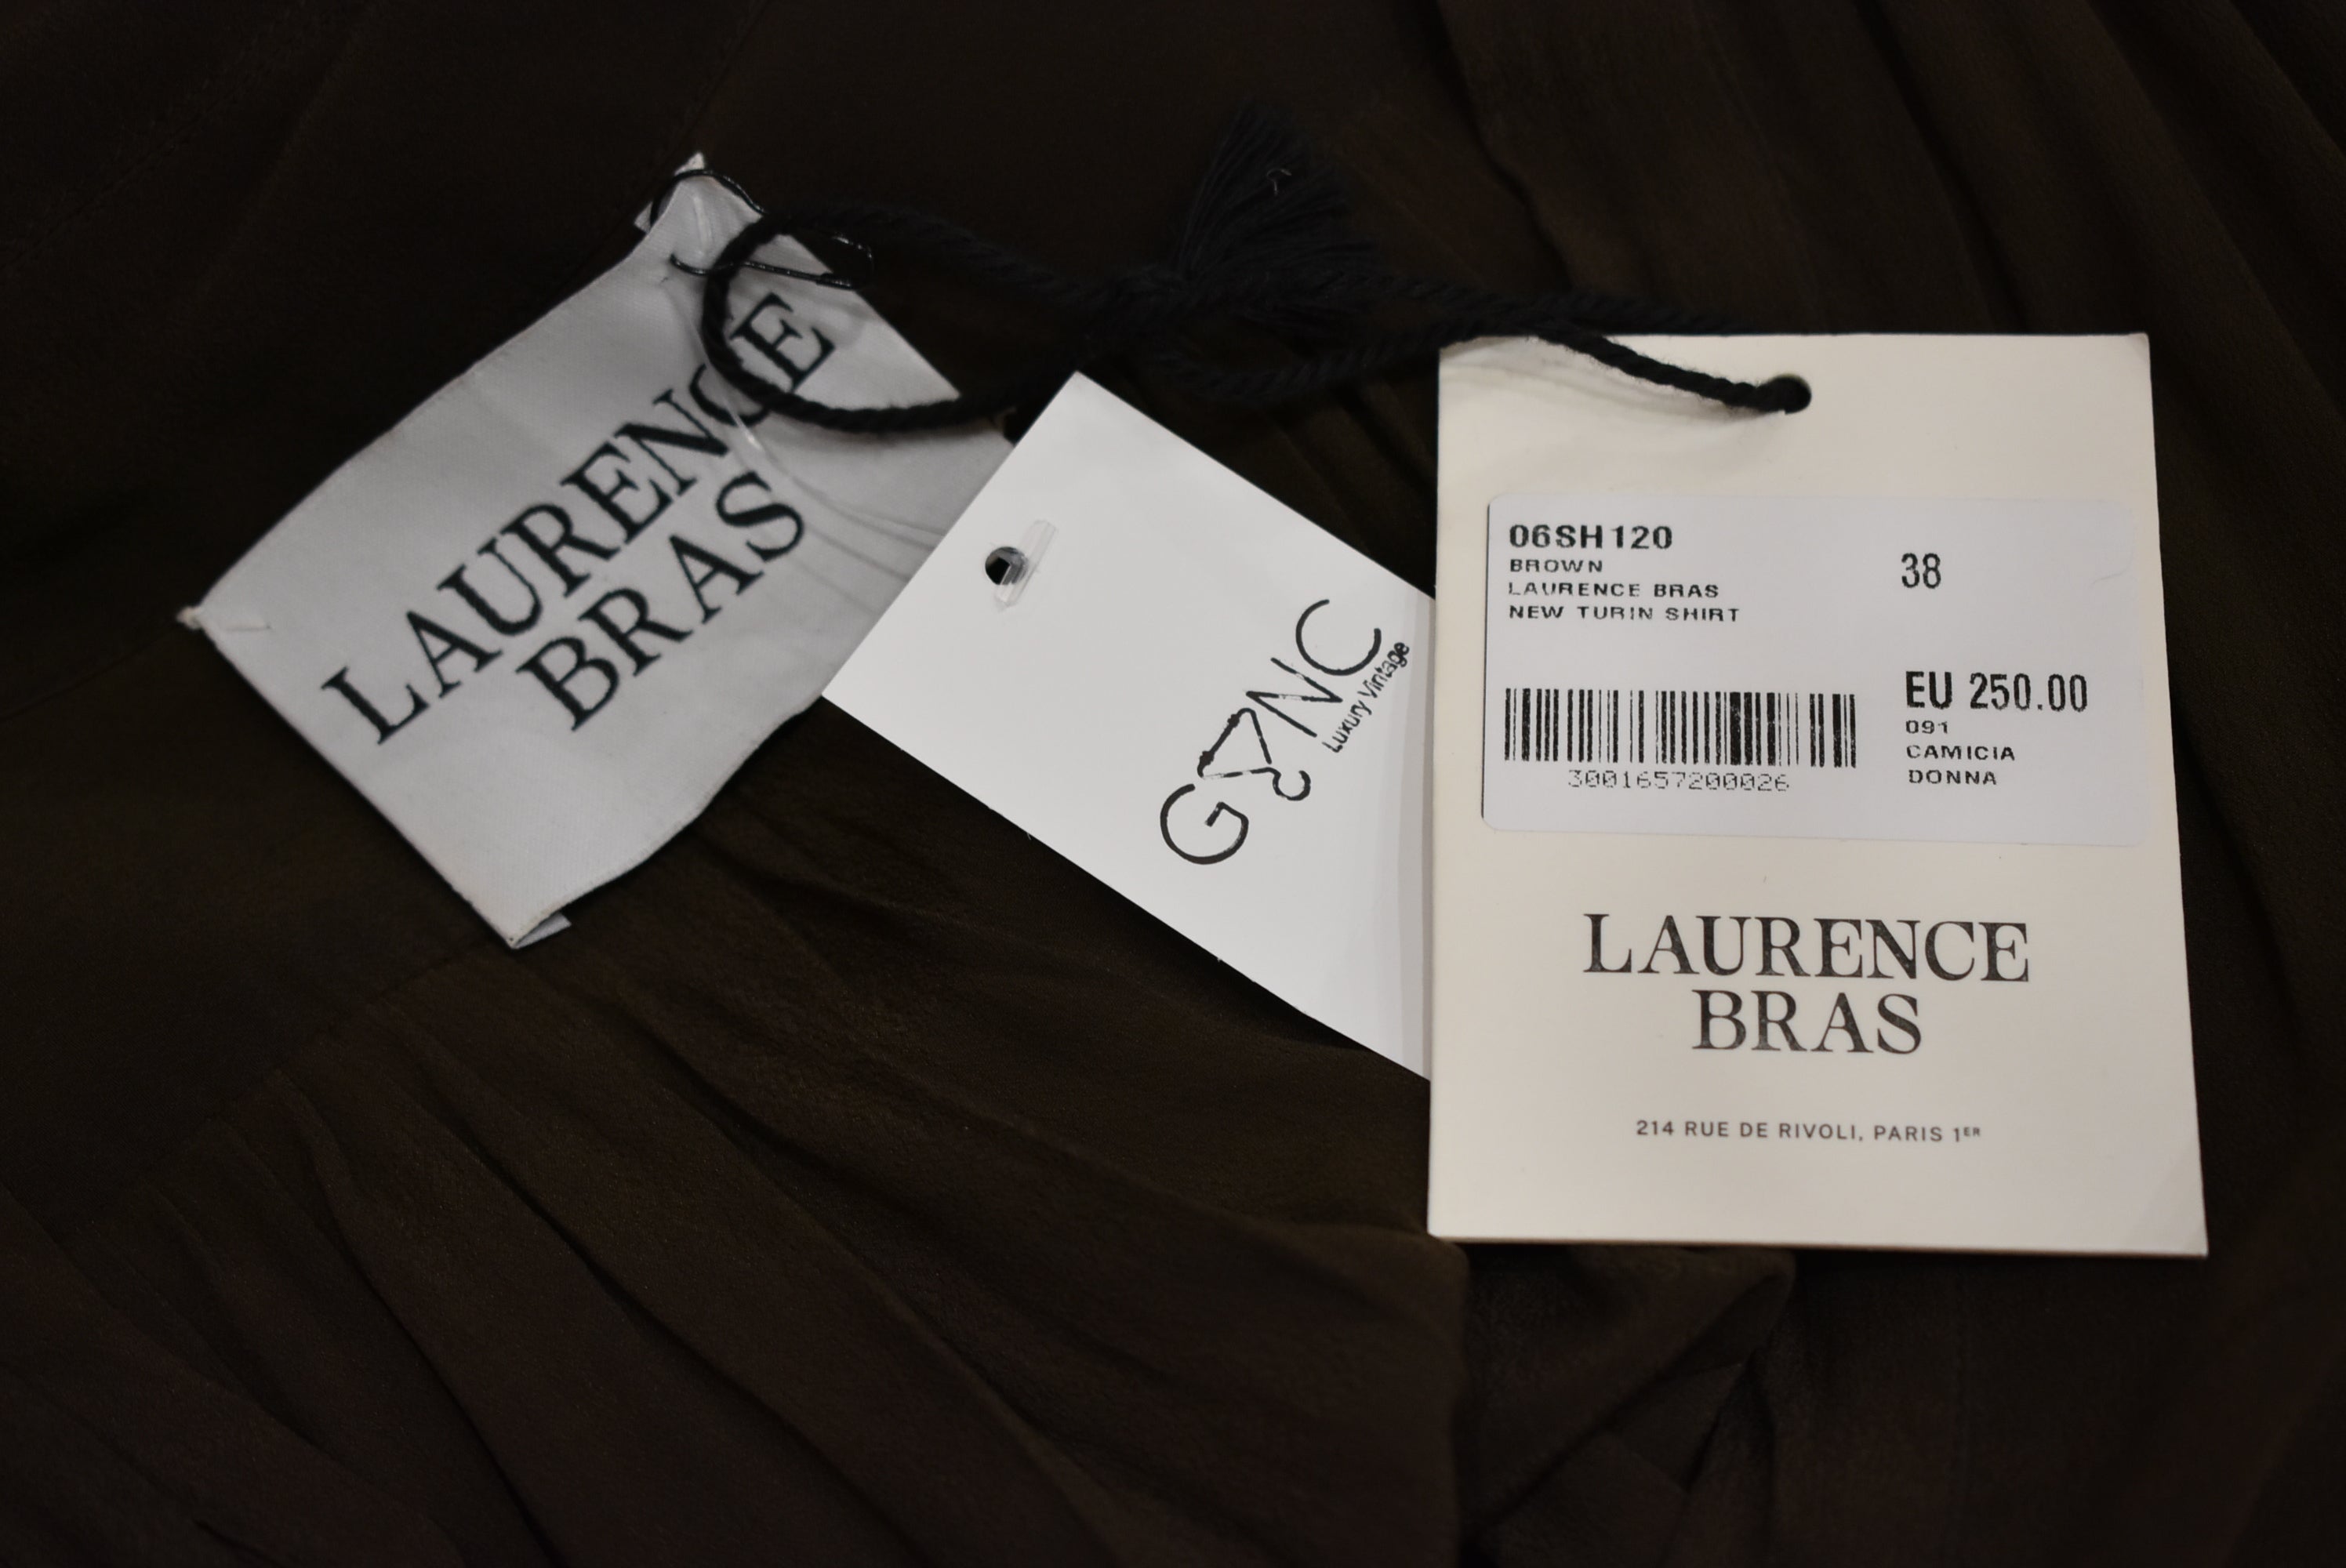 LAURENCE
BRAS
GANC
Luxury Vintage
06SH120
BROWN
LAURENCE BRAS
NEW TURIN SHIRT
38
EU 250.00
091
CAMICIA
DONNA
3001657200026
LAURENCE
BRAS
214 RUE DE RIVOLI, PARIS 1ER